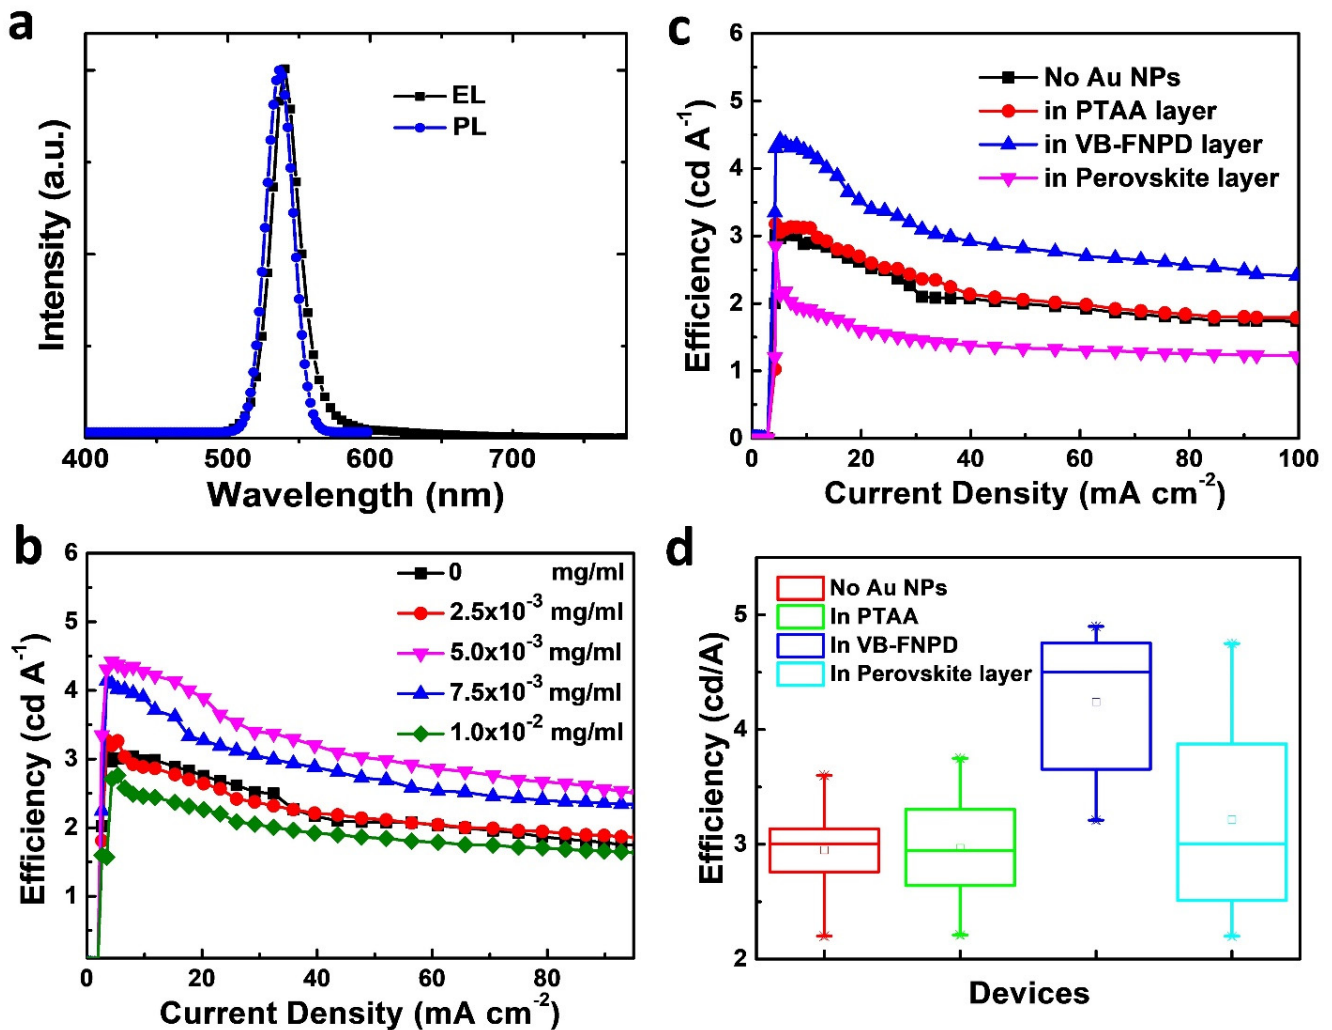 a
Intensity (a.u.)
EL
PL
400
500
600
700
Wavelength (nm)
c
Efficiency (cd A⁻¹)
6
5
4
3
2
1
0
No Au NPs
in PTAA layer
in VB-FNPD layer
in Perovskite layer
0
20
40
60
80
100
Current Density (mA cm⁻²)
b
Efficiency (cd A⁻¹)
6
5
4
3
2
1
0 mg/ml
2.5x10⁻³ mg/ml
5.0x10⁻³ mg/ml
7.5x10⁻³ mg/ml
1.0x10⁻² mg/ml
0
20
40
60
80
Current Density (mA cm⁻²)
d
Efficiency (cd/A)
5
4
3
2
No Au NPs
In PTAA
In VB-FNPD
In Perovskite layer
Devices